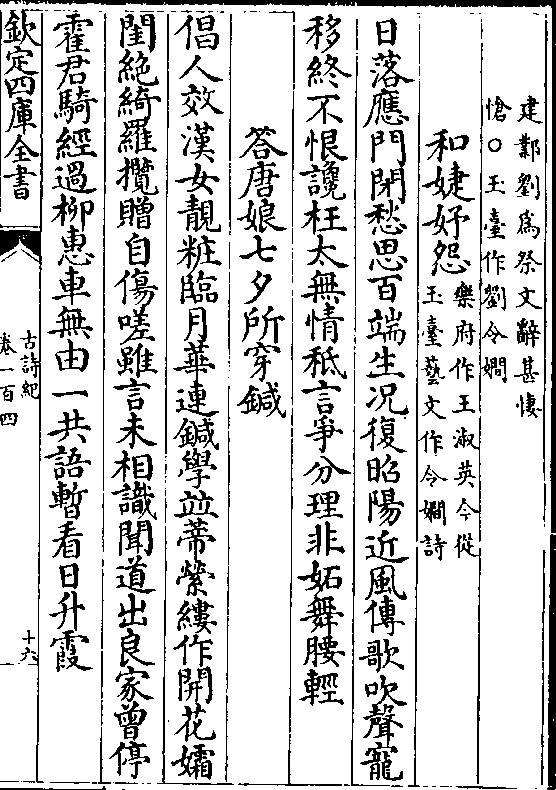 建鄴劉爲祭文辭甚悽
愴○玉臺作劉令嫺
和婕妤怨樂府作王淑英今從
玉臺藝文作令嫺詩
日落應門閉愁思百端生况復昭陽近風傳歌吹聲寵
移終不恨讒枉太無情秪言爭分理非妬舞腰輕
答唐娘七夕所穿鍼
倡人效漢女靚粧臨月華連鍼學並蒂縈縷作開花孀
閨絶綺羅攬贈自傷嗟雖言未相識聞道出良家曾停
霍君騎經過柳惠車無由一共語暫看日升霞
欽定四庫全書
古詩紀
卷一百四
十六